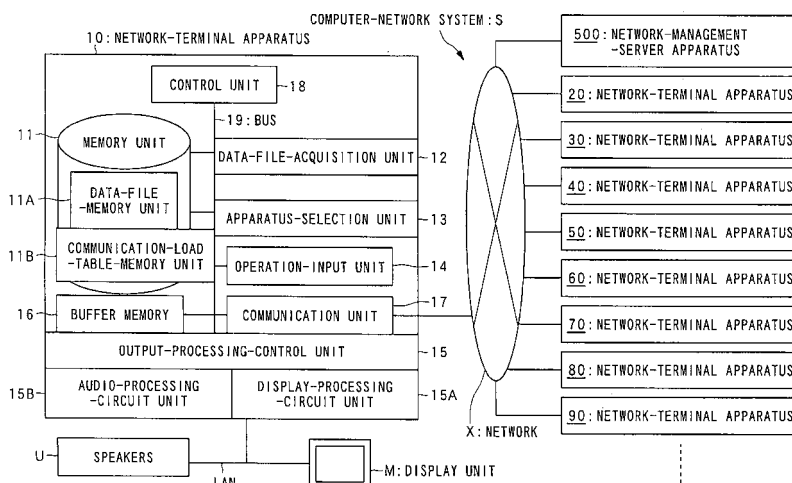 COMPUTER-NETWORK SYSTEM:S
10:NETWORK-TERMINAL APPARATUS
CONTROL UNIT
18
19:BUS
11
MEMORY UNIT
DATA-FILE-ACQUISITION UNIT
12
11A
DATA-FILE
-MEMORY UNIT
APPARATUS-SELECTION UNIT
13
11B
COMMUNICATION-LOAD
-TABLE-MEMORY UNIT
OPERATION-INPUT UNIT
14
17
16
BUFFER MEMORY
COMMUNICATION UNIT
OUTPUT-PROCESSING-CONTROL UNIT
15
15B
AUDIO-PROCESSING
-CIRCUIT UNIT
DISPLAY-PROCESSING
-CIRCUIT UNIT
15A
U
SPEAKERS
LAN
M:DISPLAY UNIT
X:NETWORK
500:NETWORK-MANAGEMENT
-SERVER APPARATUS
20:NETWORK-TERMINAL APPARATUS
30:NETWORK-TERMINAL APPARATUS
40:NETWORK-TERMINAL APPARATUS
50:NETWORK-TERMINAL APPARATUS
60:NETWORK-TERMINAL APPARATUS
70:NETWORK-TERMINAL APPARATUS
80:NETWORK-TERMINAL APPARATUS
90:NETWORK-TERMINAL APPARATUS